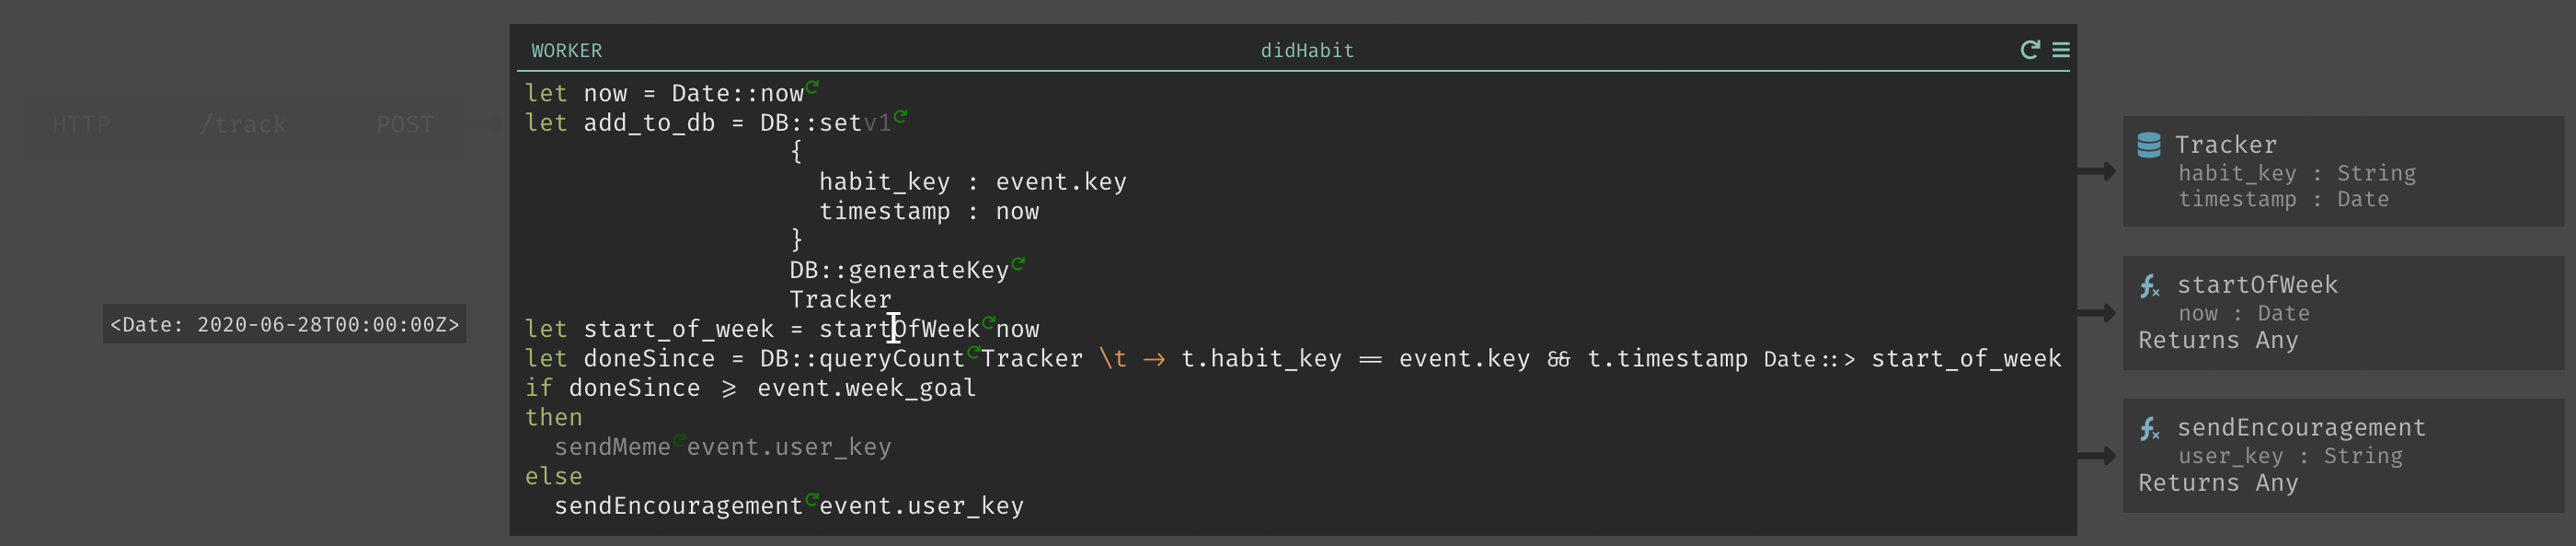 HTTP /track POST
<Date: 2020-06-28T00:00:00Z>
WORKER didHabit
let now = Date::now
let add_to_db = DB::setv1
{
habit_key : event.key
timestamp : now
}
DB::generateKey
Tracker
let start_of_week = startOfWeek now
let doneSince = DB::queryCount Tracker \t -> t.habit_key == event.key && t.timestamp Date::> start_of_week
if doneSince >= event.week_goal
then
sendMeme event.user_key
else
sendEncouragement event.user_key
Tracker
habit_key : String
timestamp : Date
startOfWeek
now : Date
Returns Any
sendEncouragement
user_key : String
Returns Any